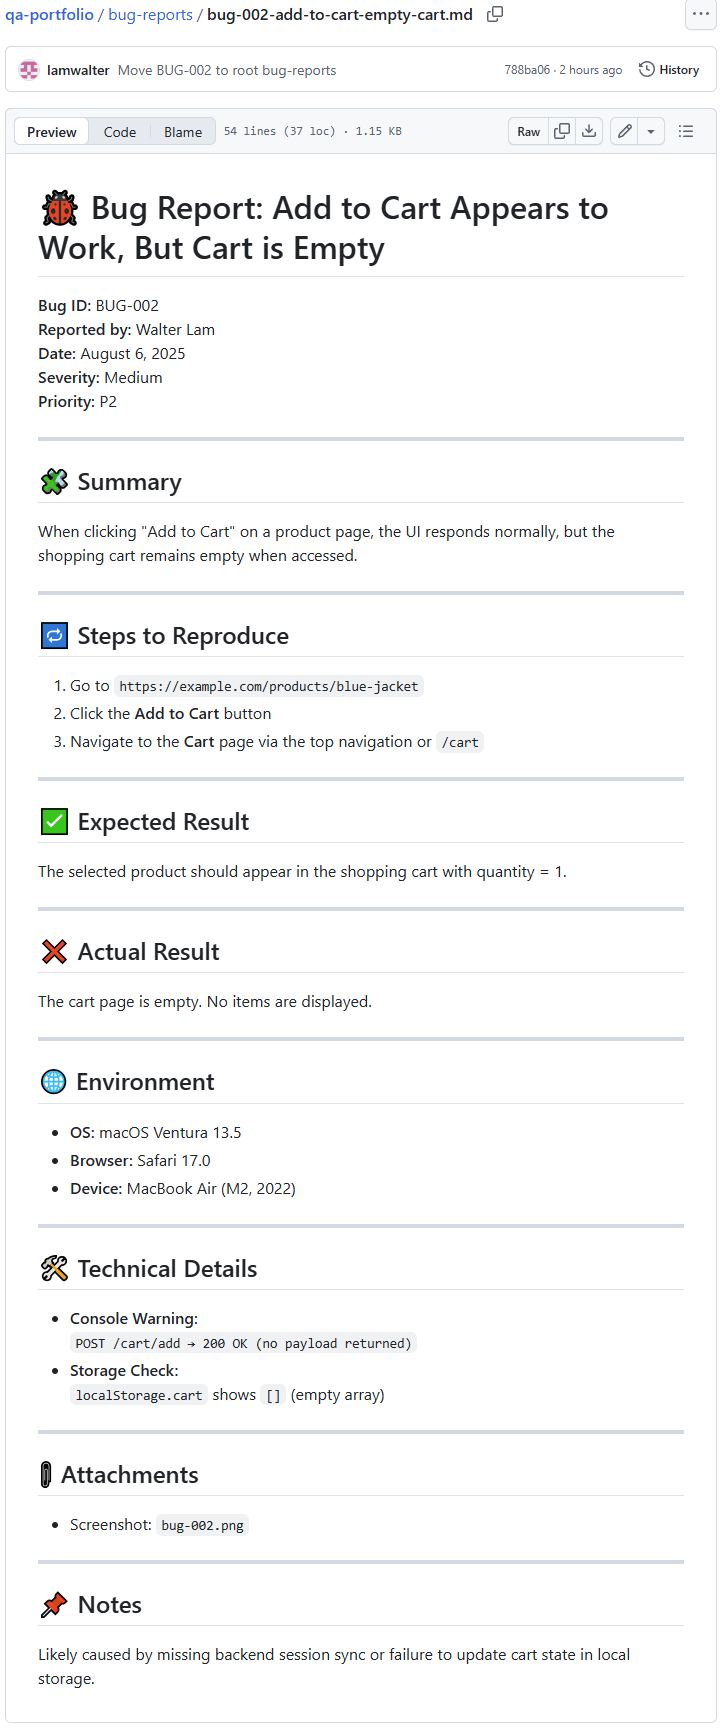 qa-portfolio / bug-reports / bug-002-add-to-cart-empty-cart.md
lamwalter Move BUG-002 to root bug-reports 788ba06 · 2 hours ago History
Preview Code Blame 54 lines (37 loc) · 1.15 KB Raw
Bug Report: Add to Cart Appears to
Work, But Cart is Empty
Bug ID: BUG-002
Reported by: Walter Lam
Date: August 6, 2025
Severity: Medium
Priority: P2
Summary
When clicking "Add to Cart" on a product page, the UI responds normally, but the
shopping cart remains empty when accessed.
Steps to Reproduce
1. Go to https://example.com/products/blue-jacket
2. Click the Add to Cart button
3. Navigate to the Cart page via the top navigation or /cart
Expected Result
The selected product should appear in the shopping cart with quantity = 1.
Actual Result
The cart page is empty. No items are displayed.
Environment
• OS: macOS Ventura 13.5
• Browser: Safari 17.0
• Device: MacBook Air (M2, 2022)
Technical Details
• Console Warning:
POST /cart/add → 200 OK (no payload returned)
• Storage Check:
localStorage.cart shows [] (empty array)
Attachments
• Screenshot: bug-002.png
Notes
Likely caused by missing backend session sync or failure to update cart state in local
storage.